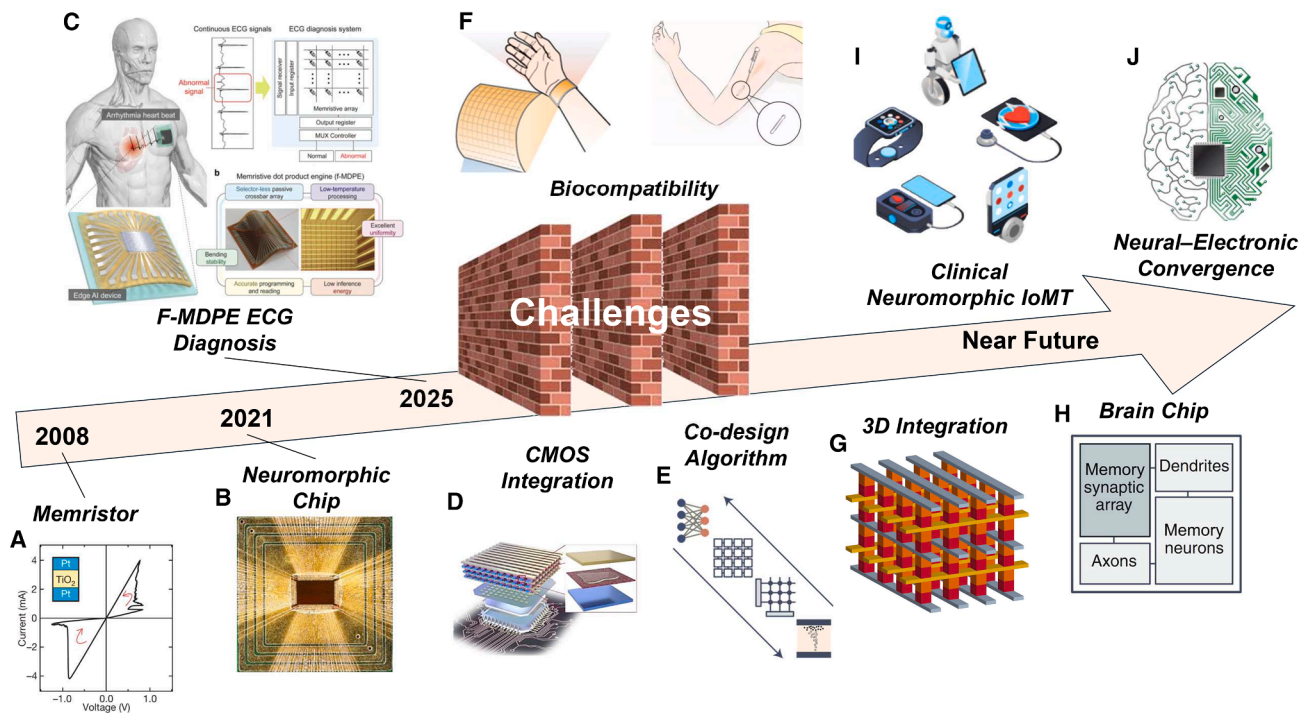 C
Continuous ECG signals
ECG diagnosis system
Abnormal
signal
Signal receiver
Input register
Memristive array
Output register
MUX Controller
Normal
Abnormal
Arrhythmia heart beat
Edge AI device
b
Memristive dot product engine (f-MDPE)
Selector-less passive
crossbar array
Low-temperature
processing
Excellent
uniformity
Bending
stability
Accurate programming
and reading
Low inference
energy
F-MDPE ECG
Diagnosis
F
Biocompatibility
Challenges
I
Clinical
Neuromorphic IoMT
J
Neural–Electronic
Convergence
2008
2021
2025
Near Future
Memristor
A
Pt
TiO2
Pt
Current (mA)
4
2
0
−2
−4
−1.0
0.0
1.0
Voltage (V)
Neuromorphic
Chip
B
CMOS
Integration
D
Co-design
Algorithm
E
3D Integration
G
Brain Chip
H
Memory
synaptic
array
Dendrites
Axons
Memory
neurons